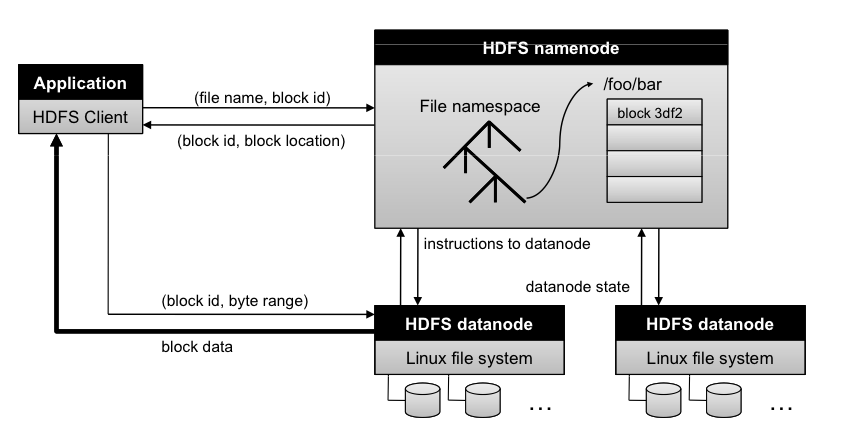 HDFS namenode
Application
HDFS Client
(file name, block id)
(block id, block location)
File namespace
/foo/bar
block 3df2
instructions to datanode
datanode state
(block id, byte range)
block data
HDFS datanode
Linux file system
...
HDFS datanode
Linux file system
...